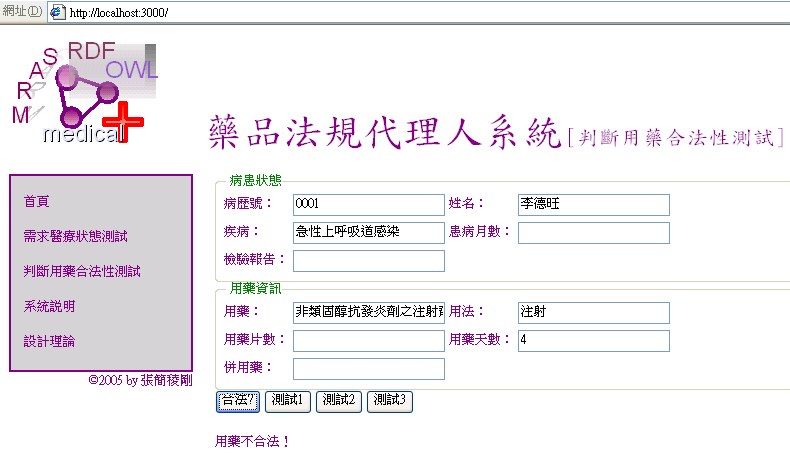 網址(D) http://localhost:3000/
MRAS RDF OWL
medical
藥品法規代理人系統[判斷用藥合法性測試]
首頁
需求醫療狀態測試
判斷用藥合法性測試
系統說明
設計理論
©2005 by 張簡稜剛
病患狀態
病歷號： 0001 姓名： 李德旺
疾病： 急性上呼吸道感染 患病月數：
檢驗報告：
用藥資訊
用藥： 非類固醇抗發炎劑之注射 用法： 注射
用藥片數： 用藥天數： 4
併用藥：
合法? 測試1 測試2 測試3
用藥不合法！